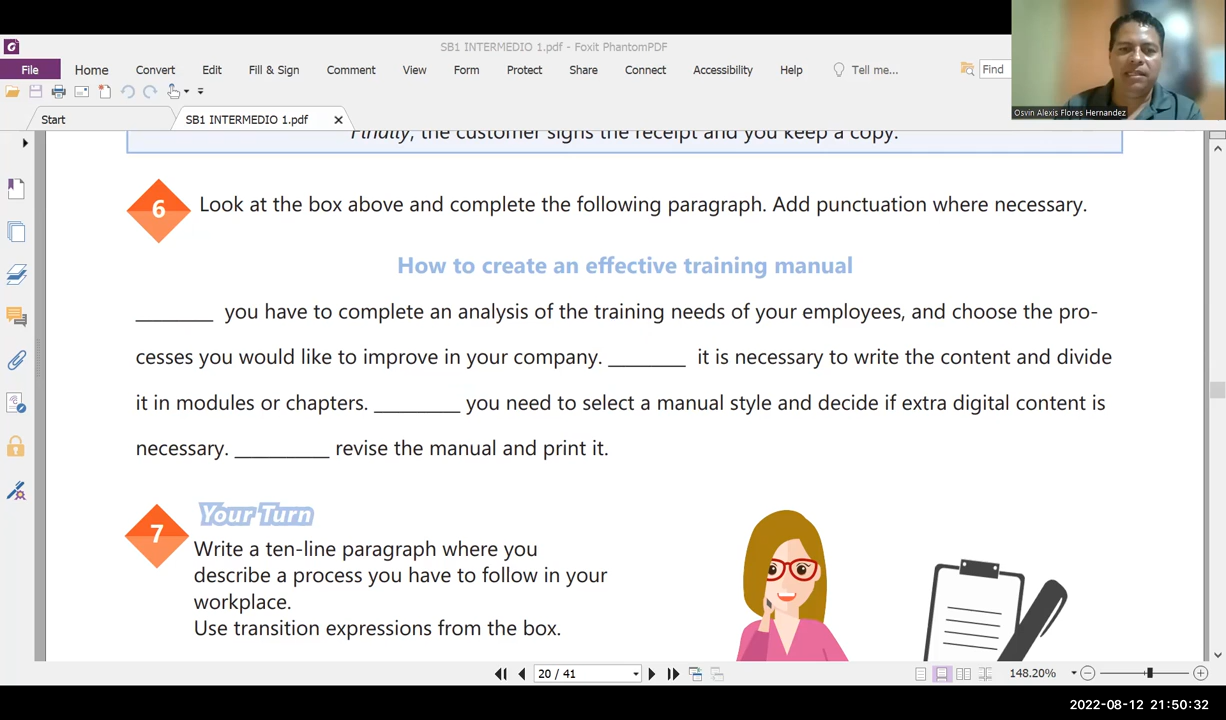 SB1 INTERMEDIO 1.pdf - Foxit PhantomPDF
File Home Convert Edit Fill & Sign Comment View Form Protect Share Connect Accessibility Help Tell me... Find
Start SB1 INTERMEDIO 1.pdf
Osvin Alexis Flores Hernandez
Finally, the customer signs the receipt and you keep a copy.
6 Look at the box above and complete the following paragraph. Add punctuation where necessary.
How to create an effective training manual
________ you have to complete an analysis of the training needs of your employees, and choose the pro-
cesses you would like to improve in your company. ________ it is necessary to write the content and divide
it in modules or chapters. _________ you need to select a manual style and decide if extra digital content is
necessary. __________ revise the manual and print it.
7 Your Turn
Write a ten-line paragraph where you
describe a process you have to follow in your
workplace.
Use transition expressions from the box.
20 / 41 148.20%
2022-08-12 21:50:32